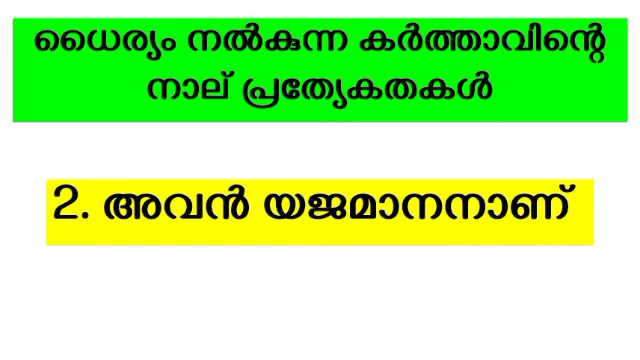 ധൈര്യം നൽകുന്ന കർത്താവിന്റെ
നാല് പ്രത്യേകതകൾ
2. അവൻ യജമാനനാണ്